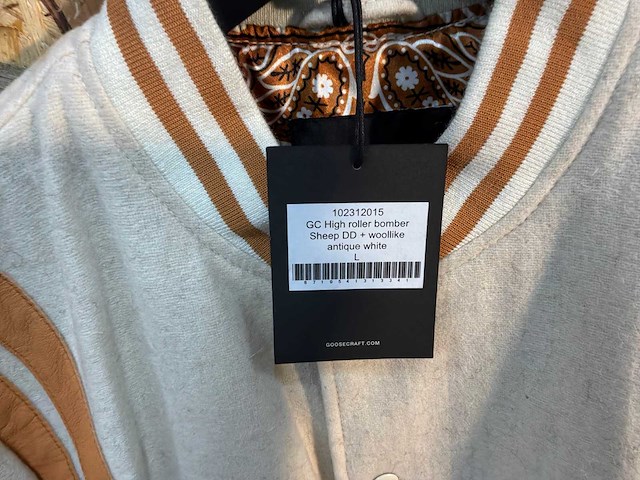 102312015
GC High roller bomber
Sheep DD + woollike
antique white
L
GOOSECRAFT.COM